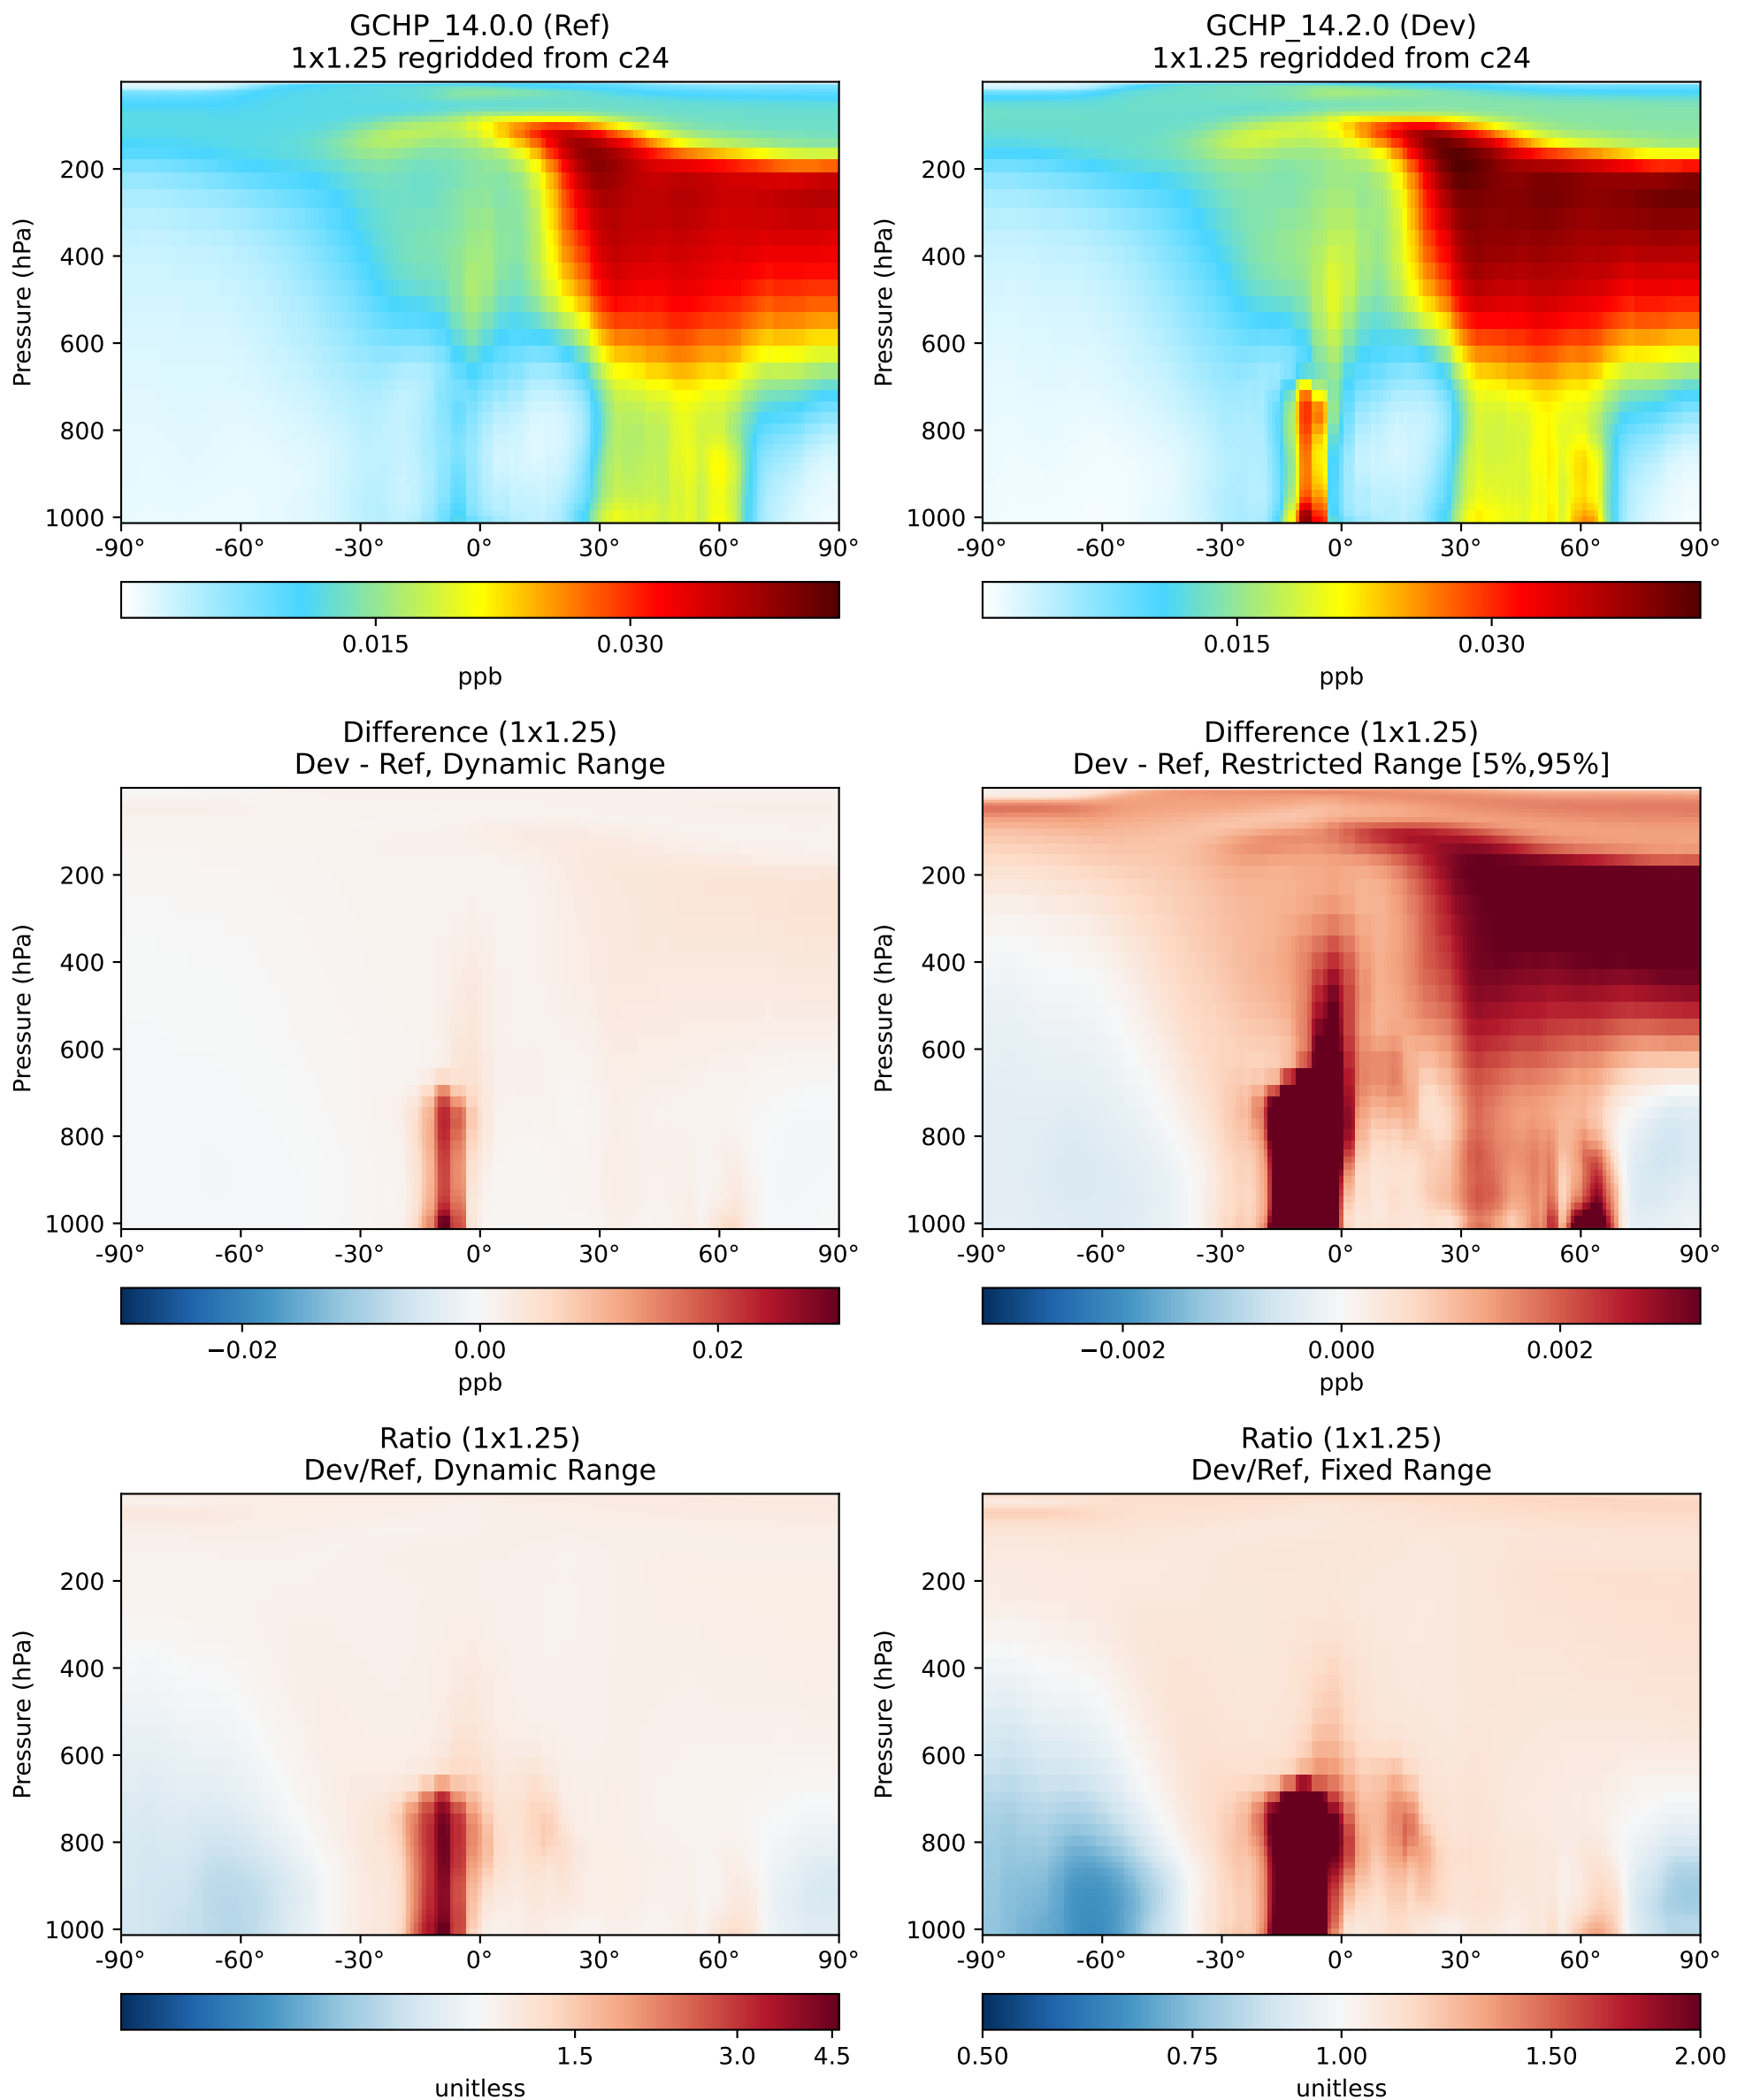 GCHP_14.0.0 (Ref)
1x1.25 regridded from c24
Pressure (hPa)
200
400
600
800
1000
-90° -60° -30° 0° 30° 60° 90°
0.015 0.030
ppb
GCHP_14.2.0 (Dev)
1x1.25 regridded from c24
Pressure (hPa)
200
400
600
800
1000
-90° -60° -30° 0° 30° 60° 90°
0.015 0.030
ppb
Difference (1x1.25)
Dev - Ref, Dynamic Range
Pressure (hPa)
200
400
600
800
1000
-90° -60° -30° 0° 30° 60° 90°
−0.02 0.00 0.02
ppb
Difference (1x1.25)
Dev - Ref, Restricted Range [5%,95%]
Pressure (hPa)
200
400
600
800
1000
-90° -60° -30° 0° 30° 60° 90°
−0.002 0.000 0.002
ppb
Ratio (1x1.25)
Dev/Ref, Dynamic Range
Pressure (hPa)
200
400
600
800
1000
-90° -60° -30° 0° 30° 60° 90°
1.5 3.0 4.5
unitless
Ratio (1x1.25)
Dev/Ref, Fixed Range
Pressure (hPa)
200
400
600
800
1000
-90° -60° -30° 0° 30° 60° 90°
0.50 0.75 1.00 1.50 2.00
unitless